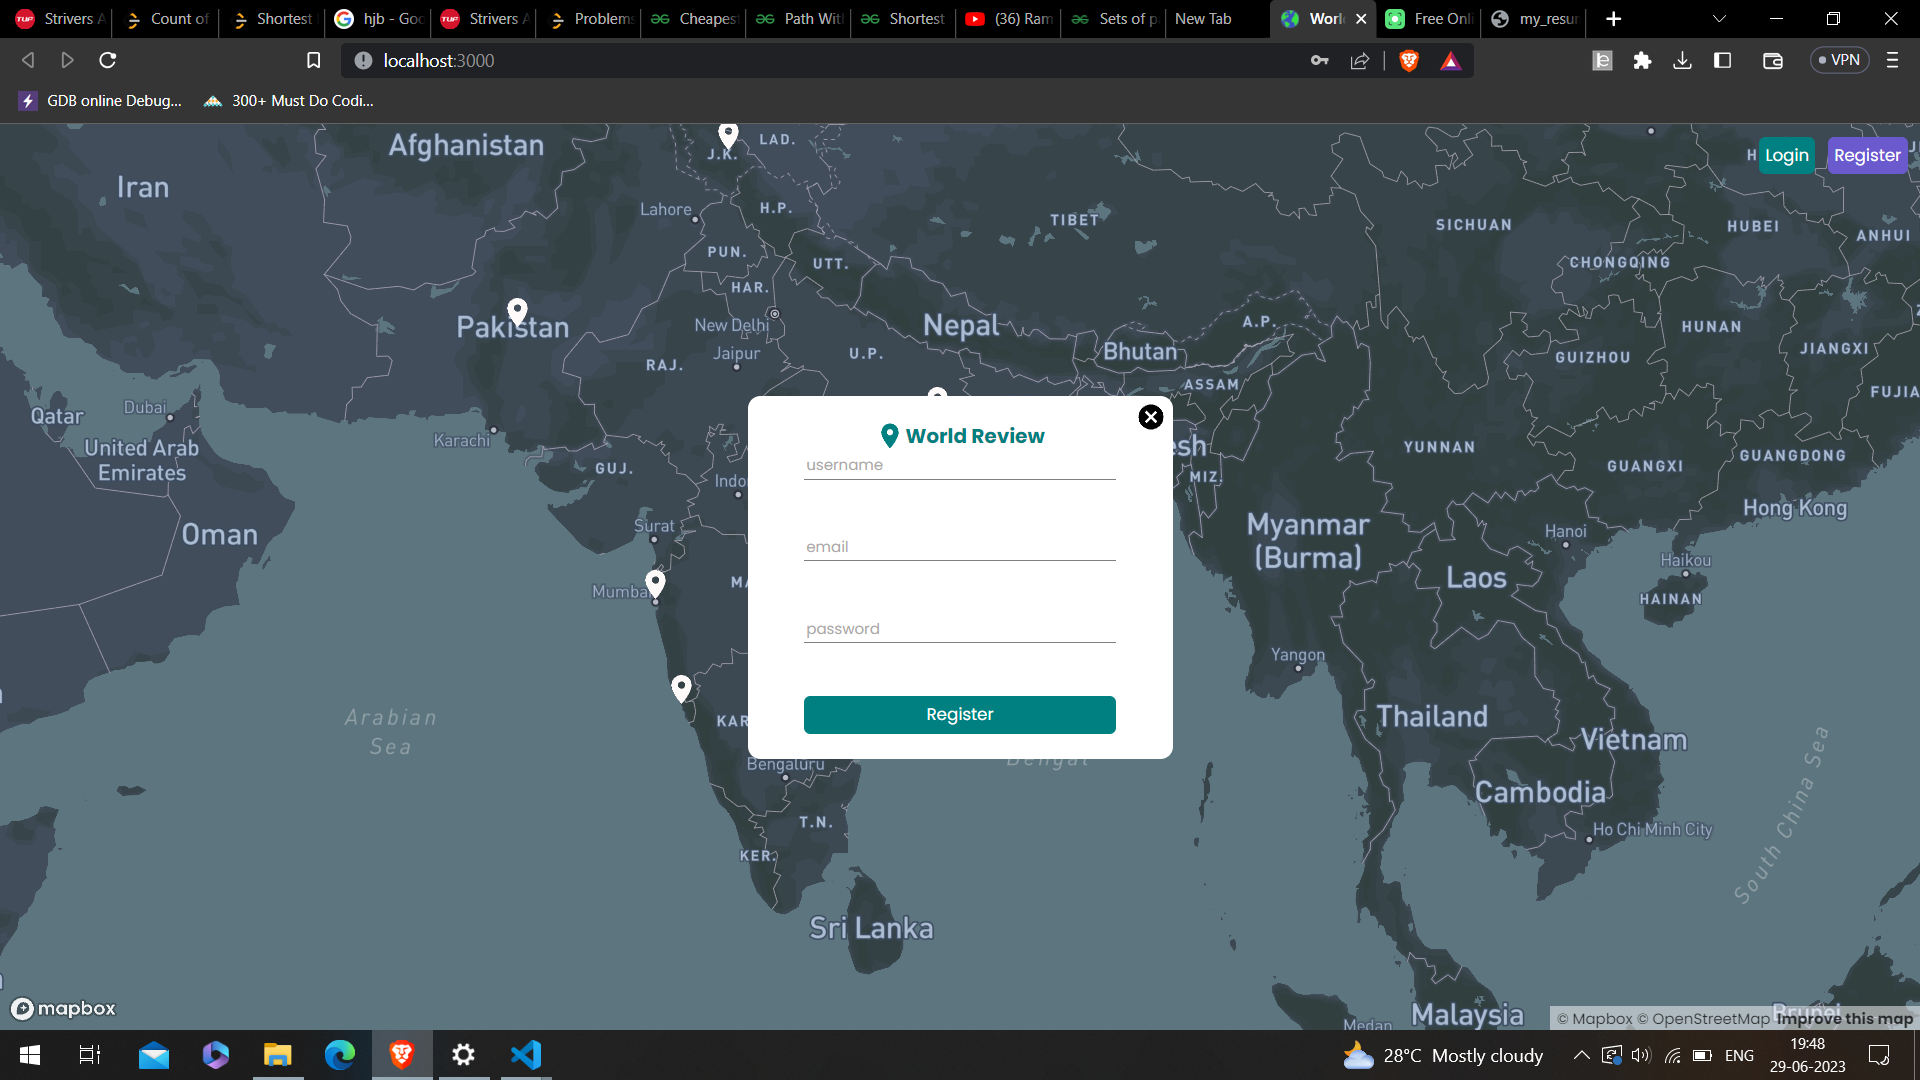 Strivers A
Count of
Shortest
hjb - Goo
Strivers A
Problems
Cheapest
Path With
Shortest
(36) Ram
Sets of p
New Tab
Worl
Free Onli
my_resum
localhost:3000
VPN
GDB online Debug...
300+ Must Do Codi...
Login
Register
Afghanistan
J.K.
LAD.
Iran
Lahore
H.P.
TIBET
SICHUAN
HUBEI
ANHUI
PUN.
UTT.
CHONGQING
HAR.
Pakistan
New Delhi
Nepal
A.P.
HUNAN
Jaipur
U.P.
Bhutan
GUIZHOU
JIANGXI
RAJ.
ASSAM
FUJIA
Qatar
Dubai
Karachi
United Arab
Emirates
World Review
username
esh
YUNNAN
GUANGDONG
GUJ.
Indo
MIZ.
GUANGXI
Hong Kong
Oman
Surat
email
Myanmar
(Burma)
Hanoi
Haikou
Mumbai
MA
Laos
HAINAN
password
Yangon
Arabian
Sea
KAR
Register
Thailand
Vietnam
Bengaluru
Bengal
Cambodia
South China Sea
T.N.
Ho Chi Minh City
KER.
Sri Lanka
mapbox
Medan
Malaysia
Brunei
© Mapbox © OpenStreetMap Improve this map
28°C Mostly cloudy
ENG
19:48
29-06-2023